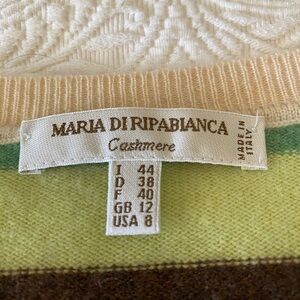 MARIA DI RIPABIANCA
Cashmere
MADE IN
ITALY
I 44
D 38
F 40
GB 12
USA 8